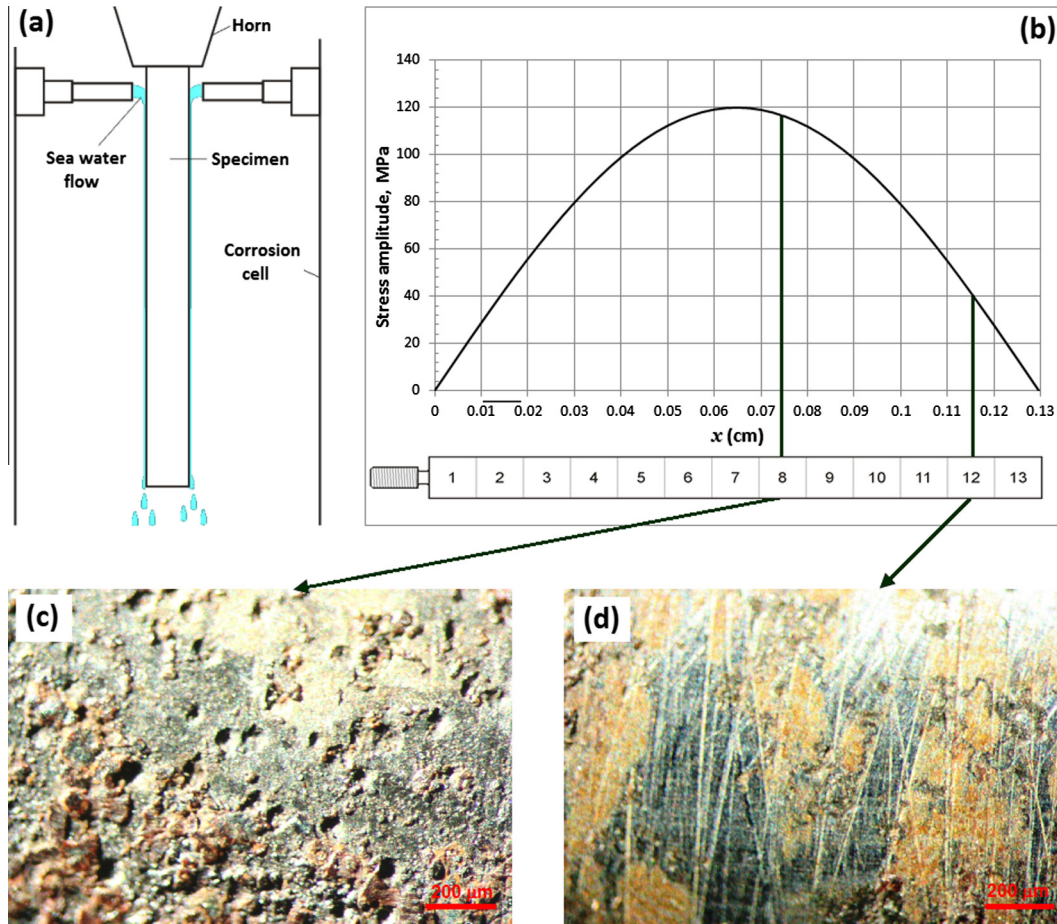 (a)
Horn
Sea water
flow
Specimen
Corrosion
cell
(b)
140
120
100
80
60
40
20
0
Stress amplitude, MPa
0 0.01 0.02 0.03 0.04 0.05 0.06 0.07 0.08 0.09 0.1 0.11 0.12 0.13
x (cm)
1 2 3 4 5 6 7 8 9 10 11 12 13
(c)
200 µm
(d)
200 µm